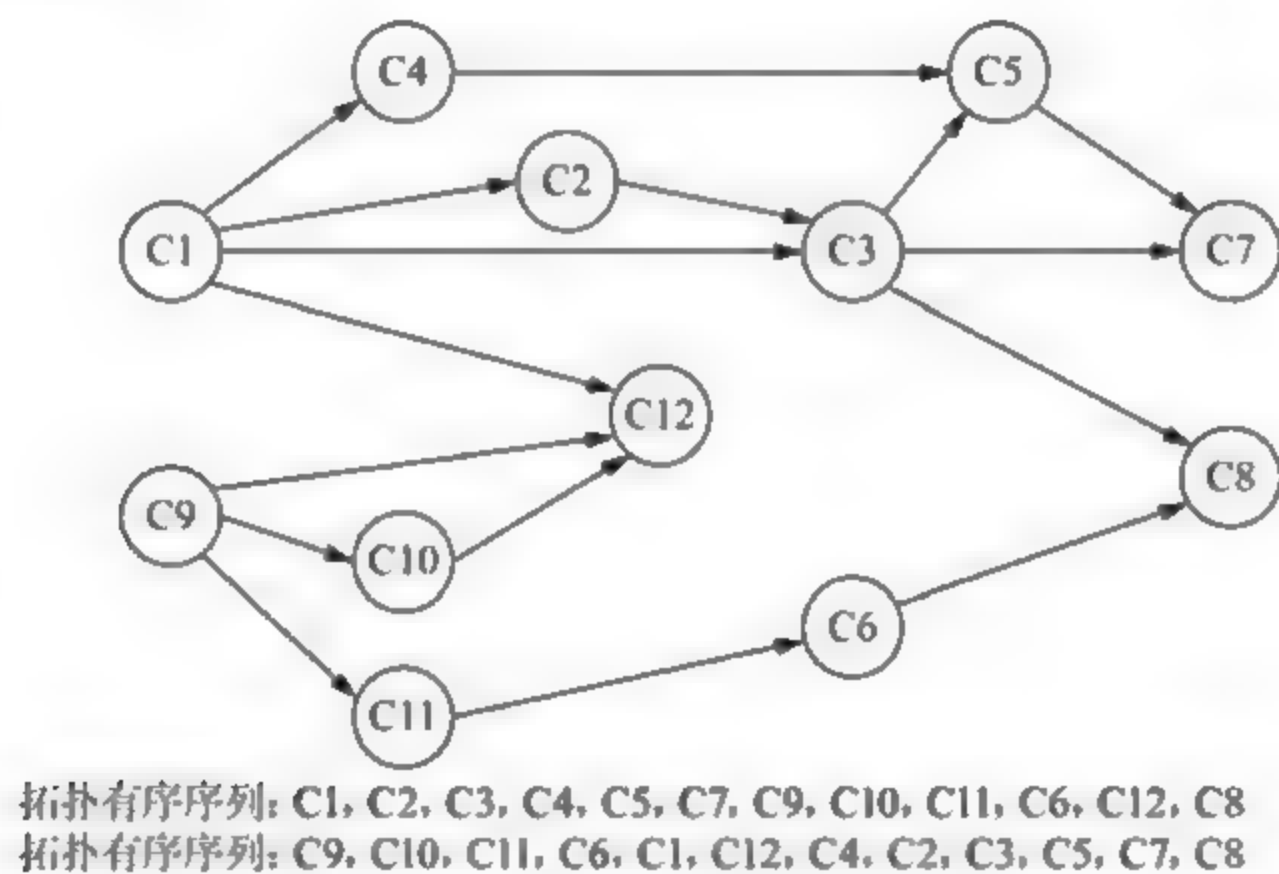 C4
C5
C2
C1
C3
C7
C12
C8
C9
C10
C6
C11
拓扑有序序列: C1, C2, C3, C4, C5, C7, C9, C10, C11, C6, C12, C8
拓扑有序序列: C9, C10, C11, C6, C1, C12, C4, C2, C3, C5, C7, C8